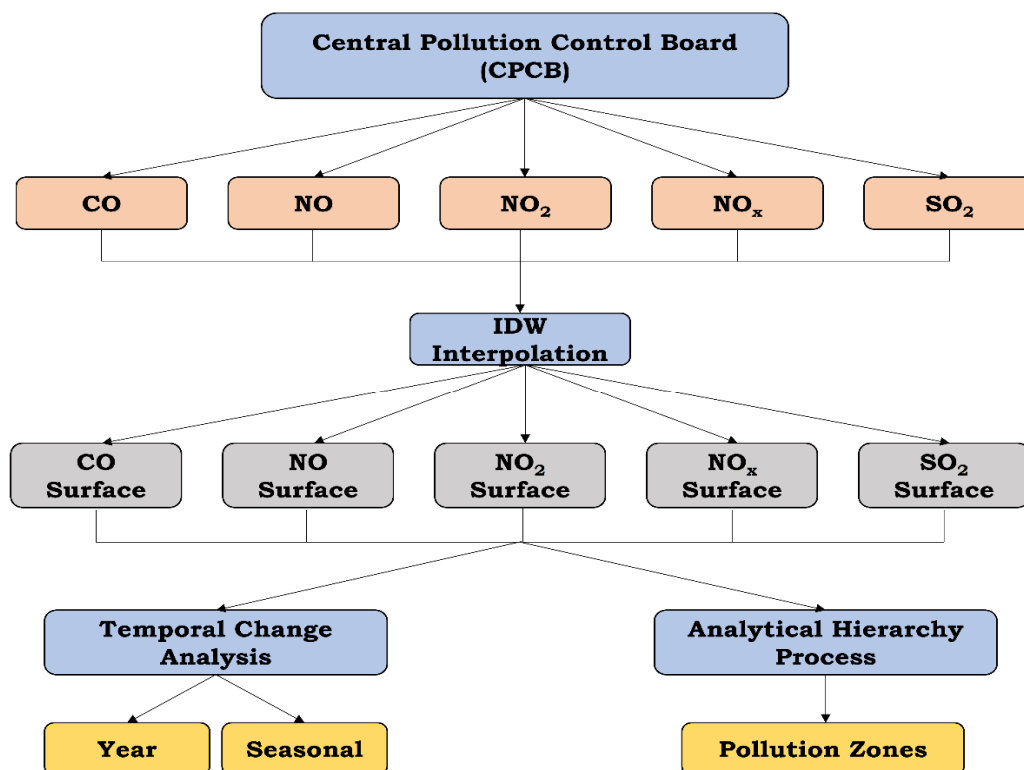 Central Pollution Control Board
(CPCB)
CO
NO
NO₂
NOₓ
SO₂
IDW
Interpolation
CO
Surface
NO
Surface
NO₂
Surface
NOₓ
Surface
SO₂
Surface
Temporal Change
Analysis
Analytical Hierarchy
Process
Year
Seasonal
Pollution Zones